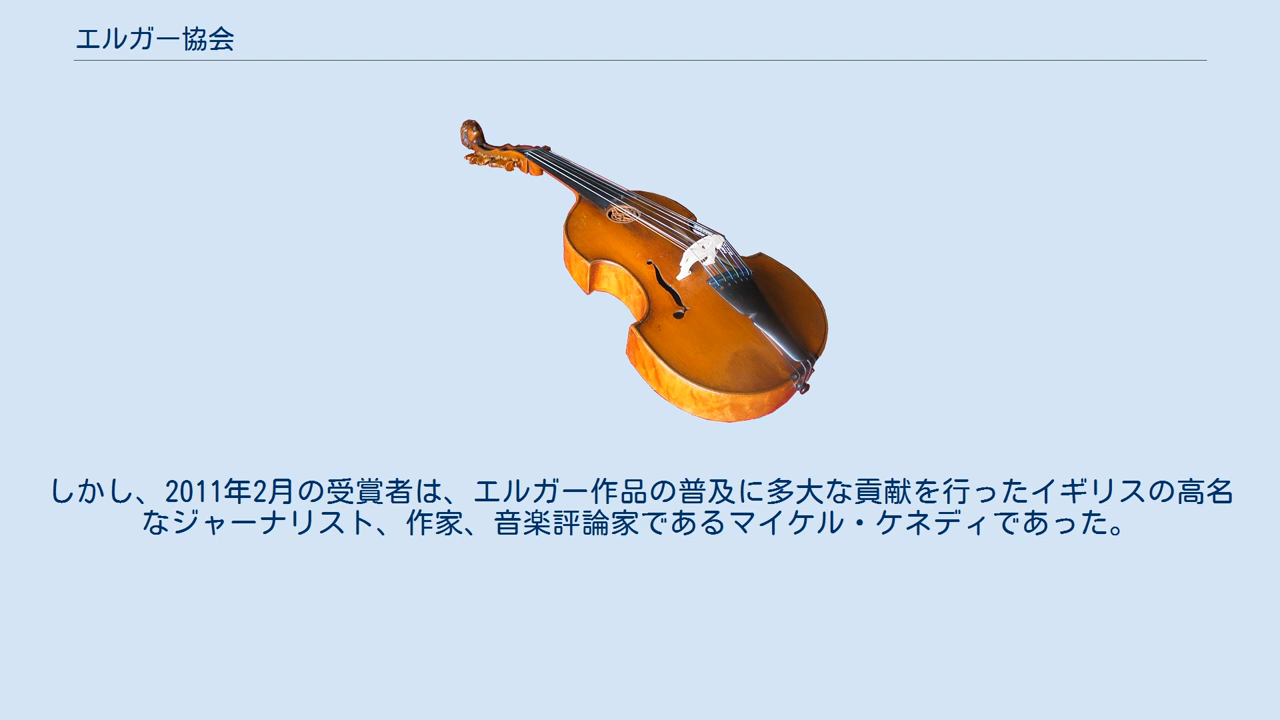 エルガー協会
しかし、2011年2月の受賞者は、エルガー作品の普及に多大な貢献を行ったイギリスの高名
なジャーナリスト、作家、音楽評論家であるマイケル・ケネディであった。